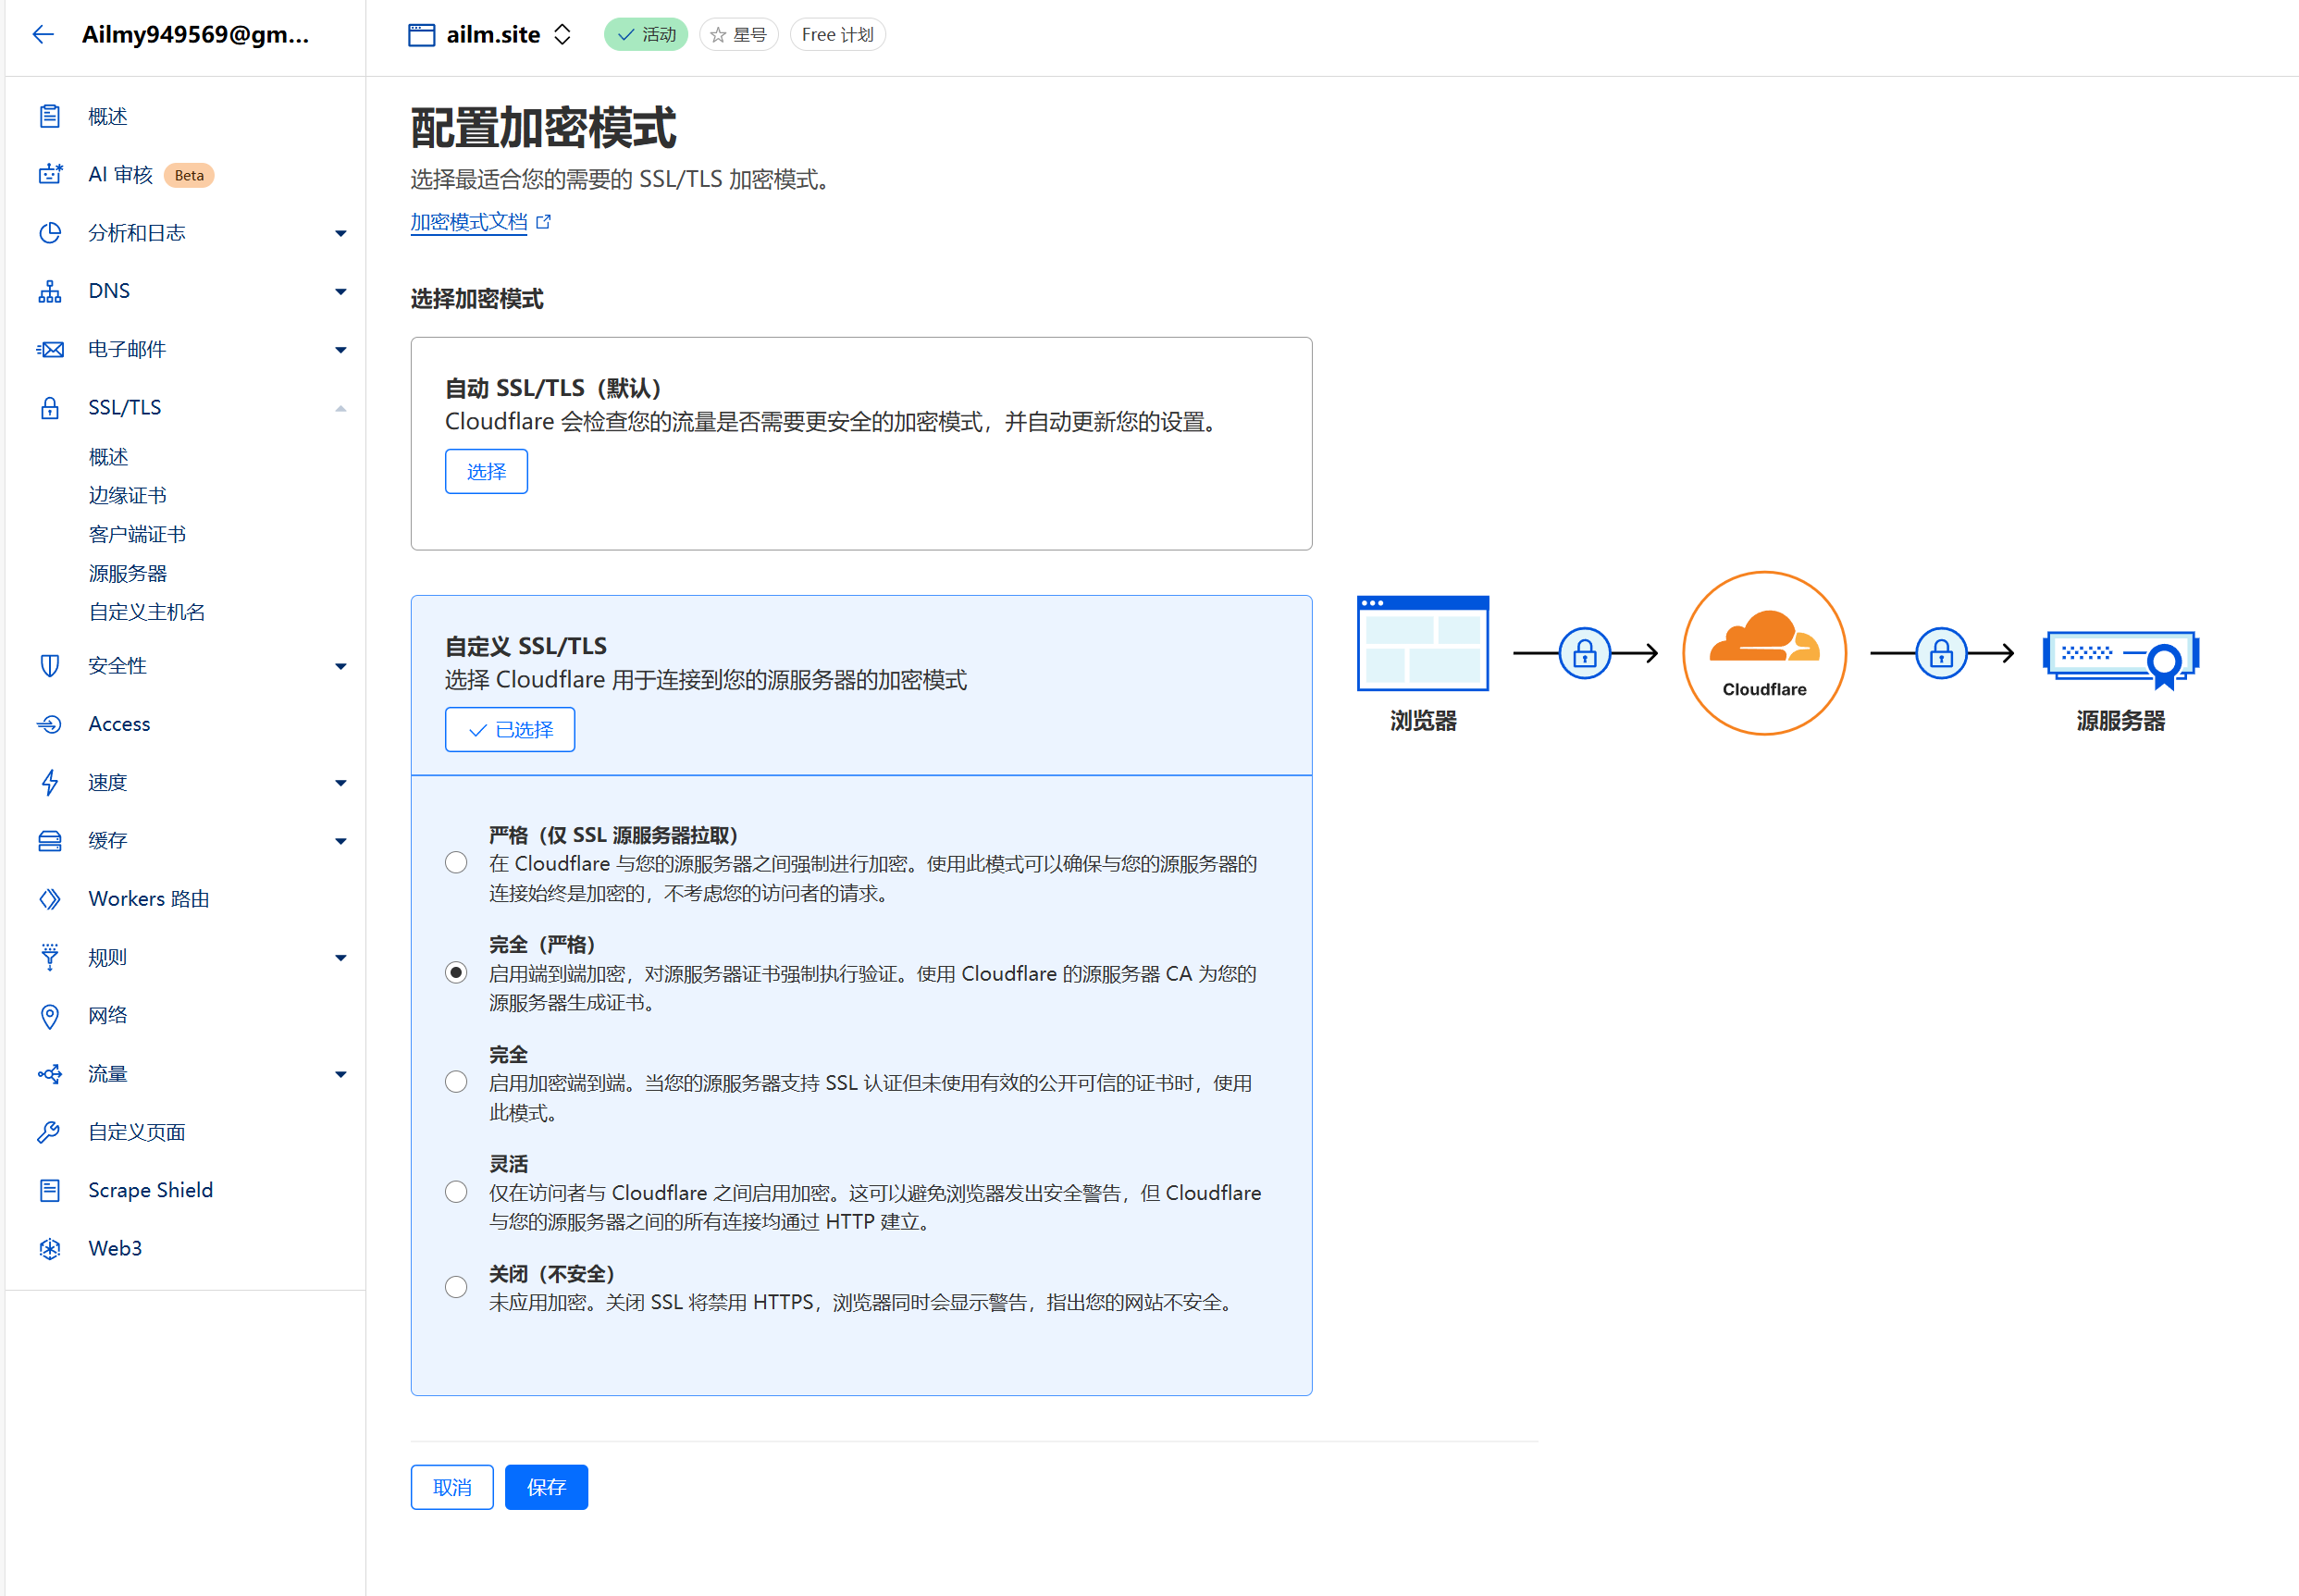 Ailmy949569@gm...
ailm.site
活动
星号
Free 计划
概述
AI 审核
Beta
分析和日志
DNS
电子邮件
SSL/TLS
概述
边缘证书
客户端证书
源服务器
自定义主机名
安全性
Access
速度
缓存
Workers 路由
规则
网络
流量
自定义页面
Scrape Shield
Web3
配置加密模式
选择最适合您的需要的 SSL/TLS 加密模式。
加密模式文档
选择加密模式
自动 SSL/TLS（默认）
Cloudflare 会检查您的流量是否需要更安全的加密模式，并自动更新您的设置。
选择
自定义 SSL/TLS
选择 Cloudflare 用于连接到您的源服务器的加密模式
已选择
严格（仅 SSL 源服务器拉取）
在 Cloudflare 与您的源服务器之间强制进行加密。使用此模式可以确保与您的源服务器的
连接始终是加密的，不考虑您的访问者的请求。
完全（严格）
启用端到端加密，对源服务器证书强制执行验证。使用 Cloudflare 的源服务器 CA 为您的
源服务器生成证书。
完全
启用加密端到端。当您的源服务器支持 SSL 认证但未使用有效的公开可信的证书时，使用
此模式。
灵活
仅在访问者与 Cloudflare 之间启用加密。这可以避免浏览器发出安全警告，但 Cloudflare
与您的源服务器之间的所有连接均通过 HTTP 建立。
关闭（不安全）
未应用加密。关闭 SSL 将禁用 HTTPS，浏览器同时会显示警告，指出您的网站不安全。
浏览器
Cloudflare
源服务器
取消
保存